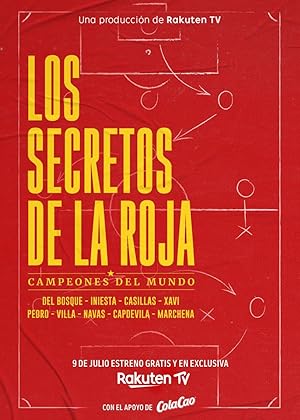 Una producción de Rakuten TV
LOS
SECRETOS
DE LA ROJA
CAMPEONES DEL MUNDO
DEL BOSQUE - INIESTA - CASILLAS - XAVI
PEDRO - VILLA - NAVAS - CAPDEVILA - MARCHENA
9 DE JULIO ESTRENO GRATIS Y EN EXCLUSIVA
Rakuten TV
CON EL APOYO DE ColaCao